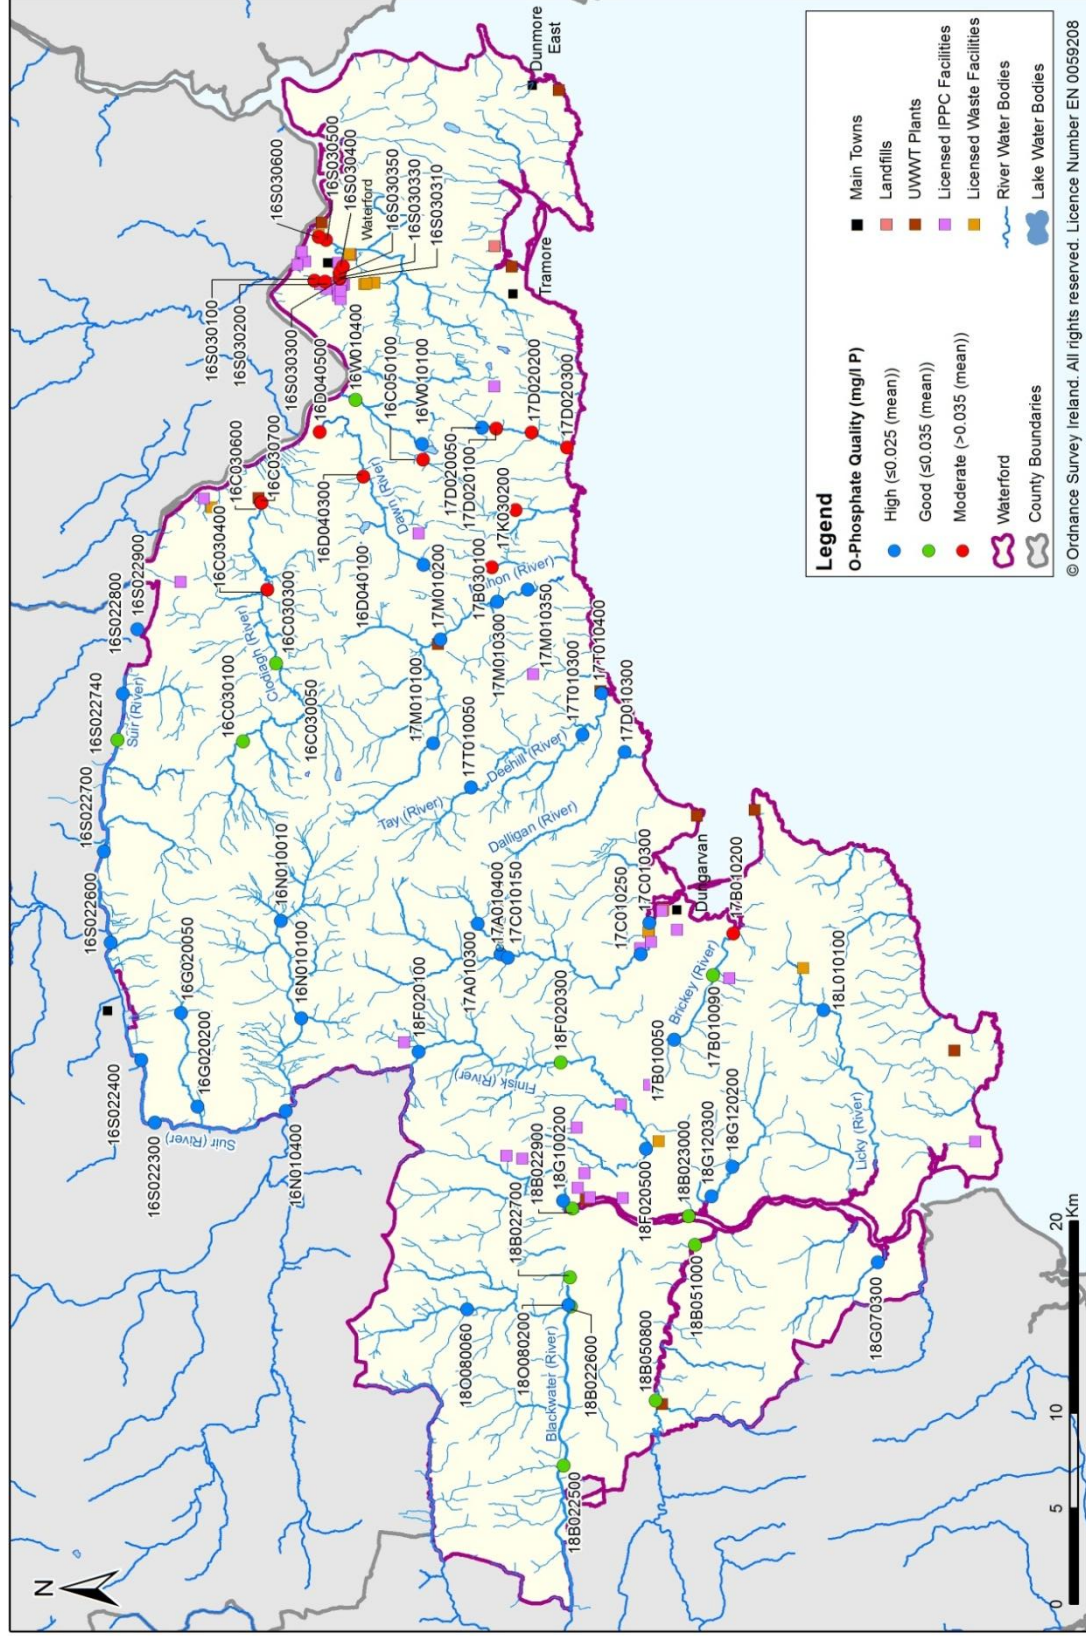 N
16S022300
16S022400
16S022600
16S022700
16S022740
16S022800
16S022900
16G020200
16G020050
Suir (River)
Suir (River)
16N010400
16N010100
16N010010
16C030100
16C030050
16C030300
16C030400
Clodiagh (River)
16C030600
16C030700
16D040500
16D040300
16D040100
Dawn (River)
16W010400
16C050100
16W010100
16S030100
16S030200
16S030300
16S030600
16S030500
16S030400
Waterford
16S030350
16S030330
16S030310
Dunmore
East
Tramore
17D020050
17D020100
17D020200
17D020300
17K030200
17B030100
17M010200
17M010100
17M010300
17M010350
17T010050
17T010300
17T010400
17D010300
Tay (River)
Deehill (River)
Dalligan (River)
17A010300
17A010400
17C010150
17C010250
17C010300
Dungarvan
17B010200
17B010090
17B010050
Brickey (River)
18F020100
18F020300
Finisk (River)
18F020500
18L010100
Licky (River)
18G120200
18G120300
18B023000
18G100200
18B022900
18B022700
18O080060
18O080200
18B022600
Blackwater (River)
18B022500
18B050800
18B051000
18G070300
0 5 10 20
Km
Legend
O-Phosphate Quality (mg/l P)
High (≤0.025 (mean))
Good (≤0.035 (mean))
Moderate (>0.035 (mean))
Waterford
County Boundaries
Main Towns
Landfills
UWWT Plants
Licensed IPPC Facilities
Licensed Waste Facilities
River Water Bodies
Lake Water Bodies
© Ordnance Survey Ireland. All rights reserved. Licence Number EN 0059208